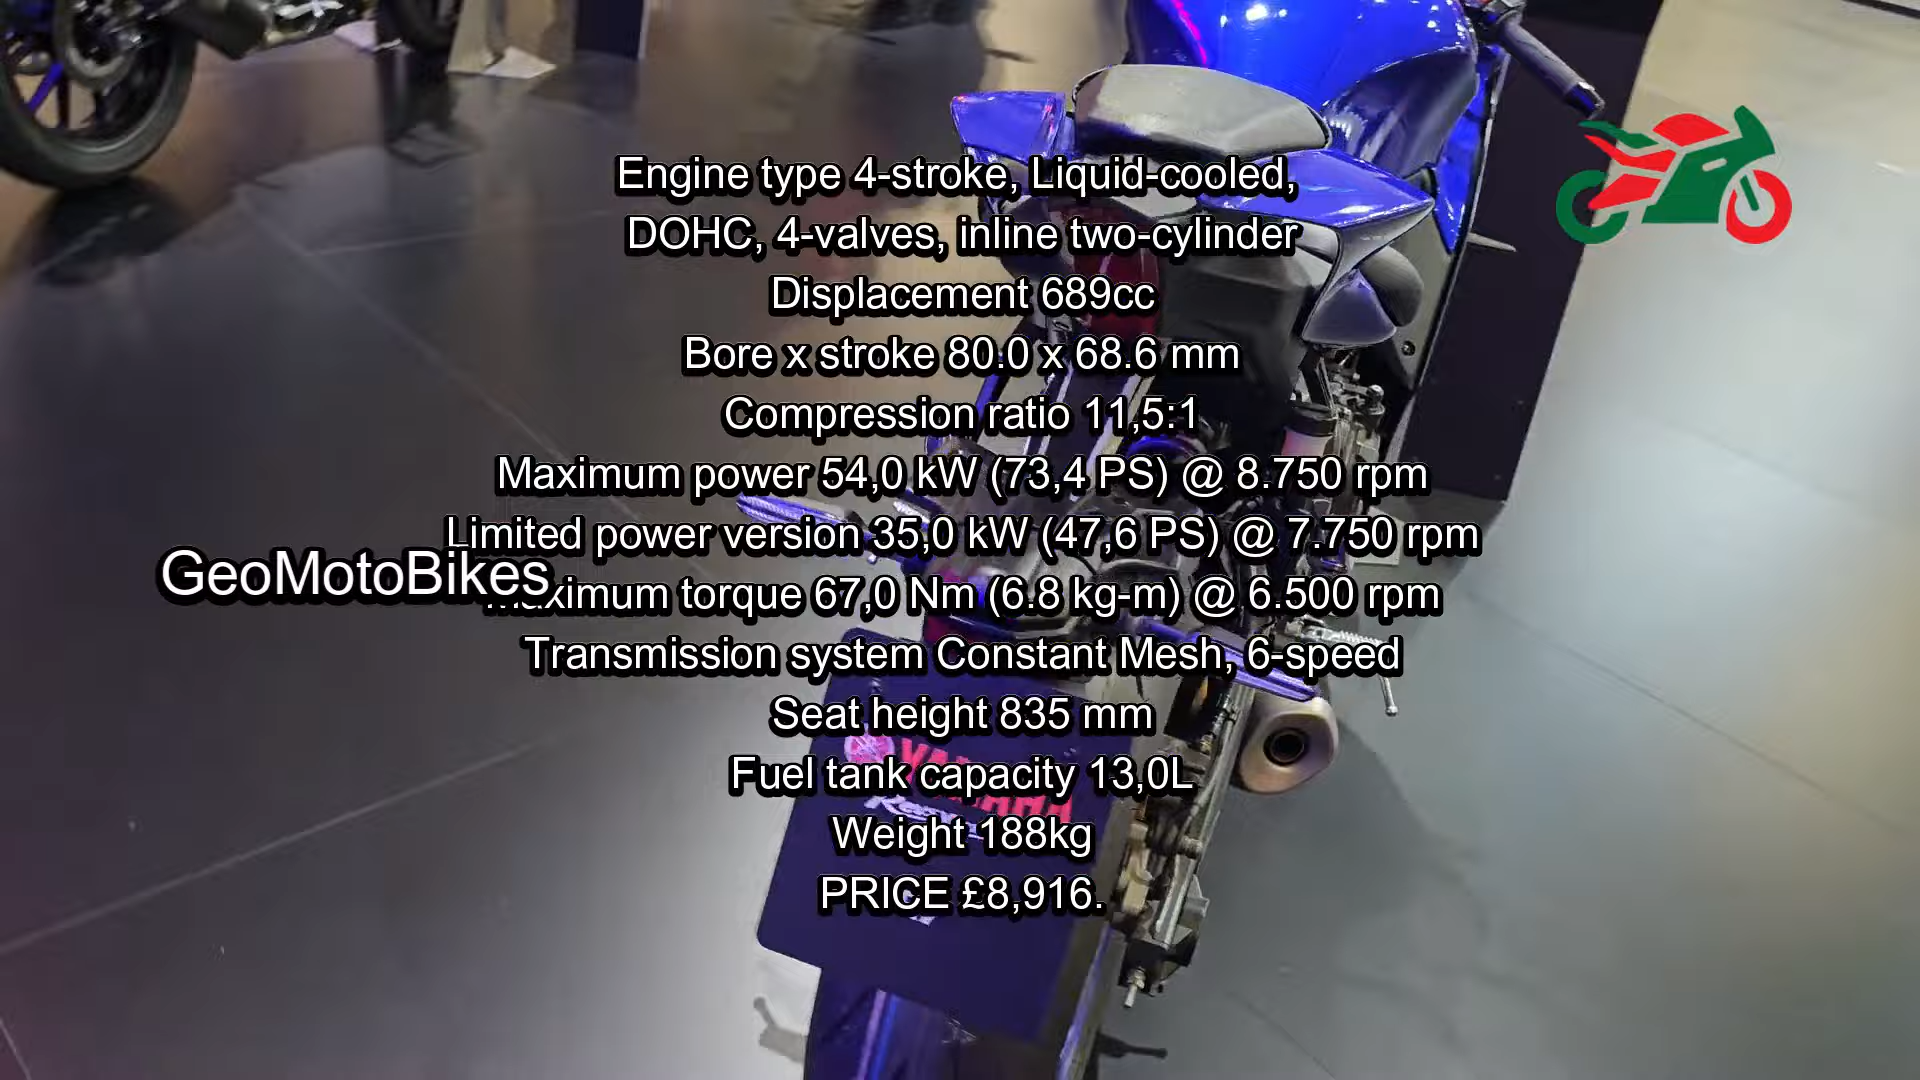 Engine type 4-stroke, Liquid-cooled,
DOHC, 4-valves, inline two-cylinder
Displacement 689cc
Bore x stroke 80.0 x 68.6 mm
Compression ratio 11,5:1
Maximum power 54,0 kW (73,4 PS) @ 8.750 rpm
Limited power version 35,0 kW (47,6 PS) @ 7.750 rpm
GeoMotoBikes
Maximum torque 67,0 Nm (6.8 kg-m) @ 6.500 rpm
Transmission system Constant Mesh, 6-speed
Seat height 835 mm
YAMAHA
Fuel tank capacity 13,0L
Weight 188kg
PRICE £8,916.